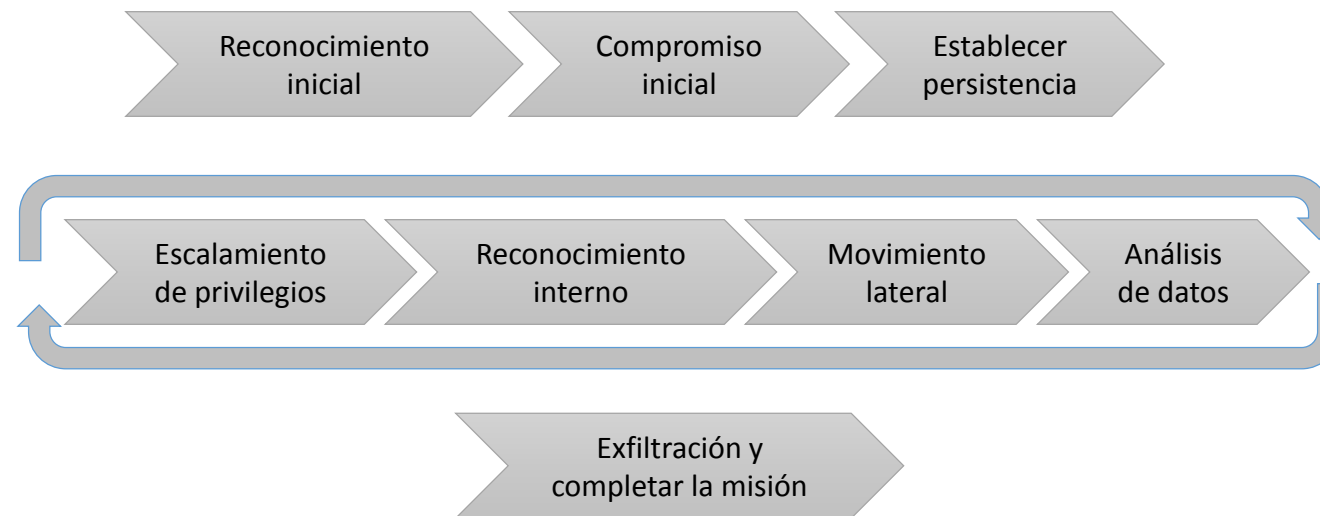 Reconocimiento
inicial
Compromiso
inicial
Establecer
persistencia
Escalamiento
de privilegios
Reconocimiento
interno
Movimiento
lateral
Análisis
de datos
Exfiltración y
completar la misión